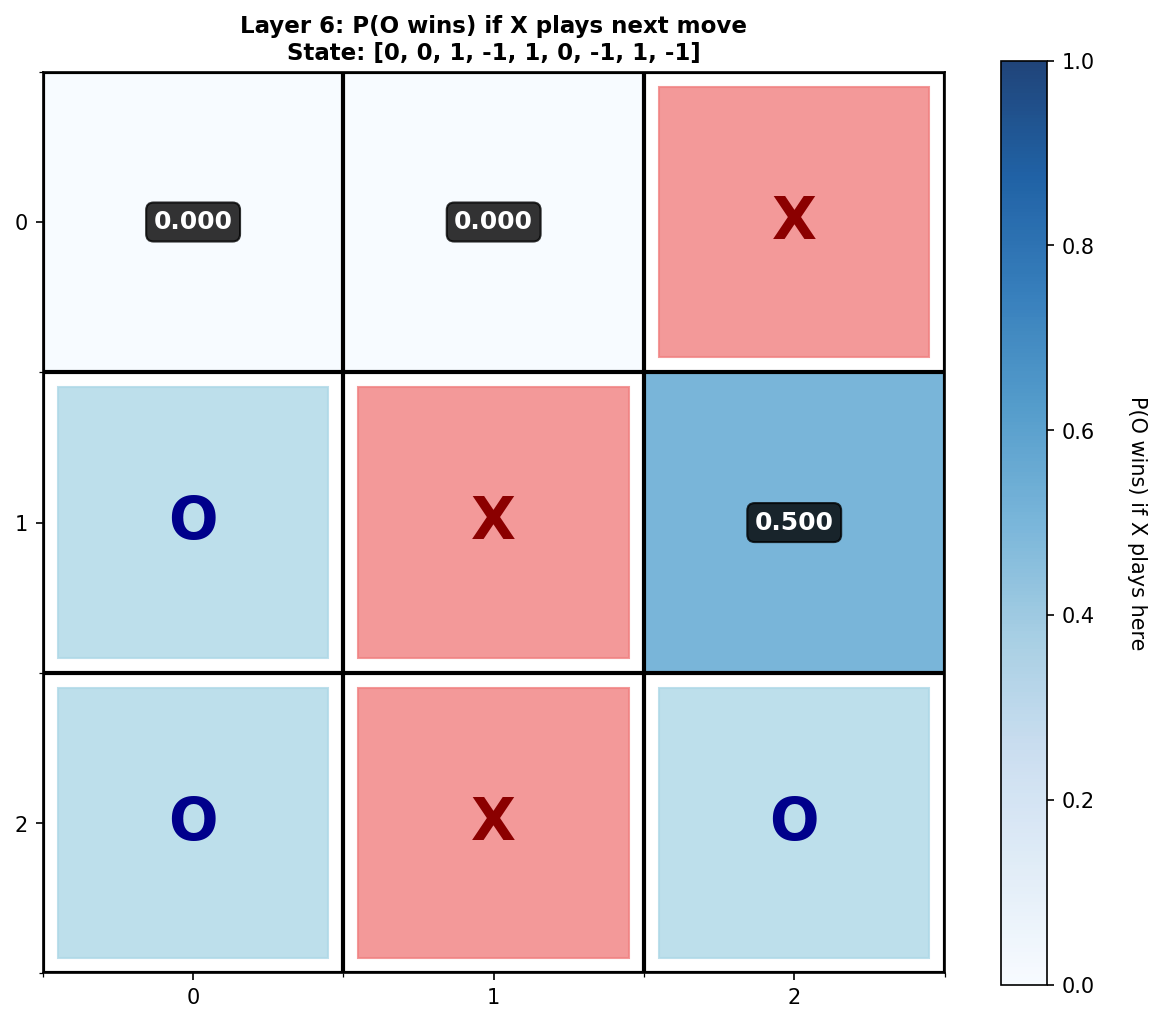 Layer 6: P(O wins) if X plays next move
State: [0, 0, 1, -1, 1, 0, -1, 1, -1]
0
0.000
0.000
X
1
O
X
0.500
2
O
X
O
0
1
2
1.0
0.8
0.6
0.4
0.2
0.0
P(O wins) if X plays here